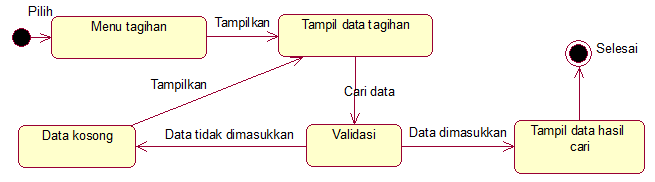 Pilih
Menu tagihan
Tampilkan
Tampil data tagihan
Selesai
Tampilkan
Cari data
Data kosong
Data tidak dimasukkan
Validasi
Data dimasukkan
Tampil data hasil
cari